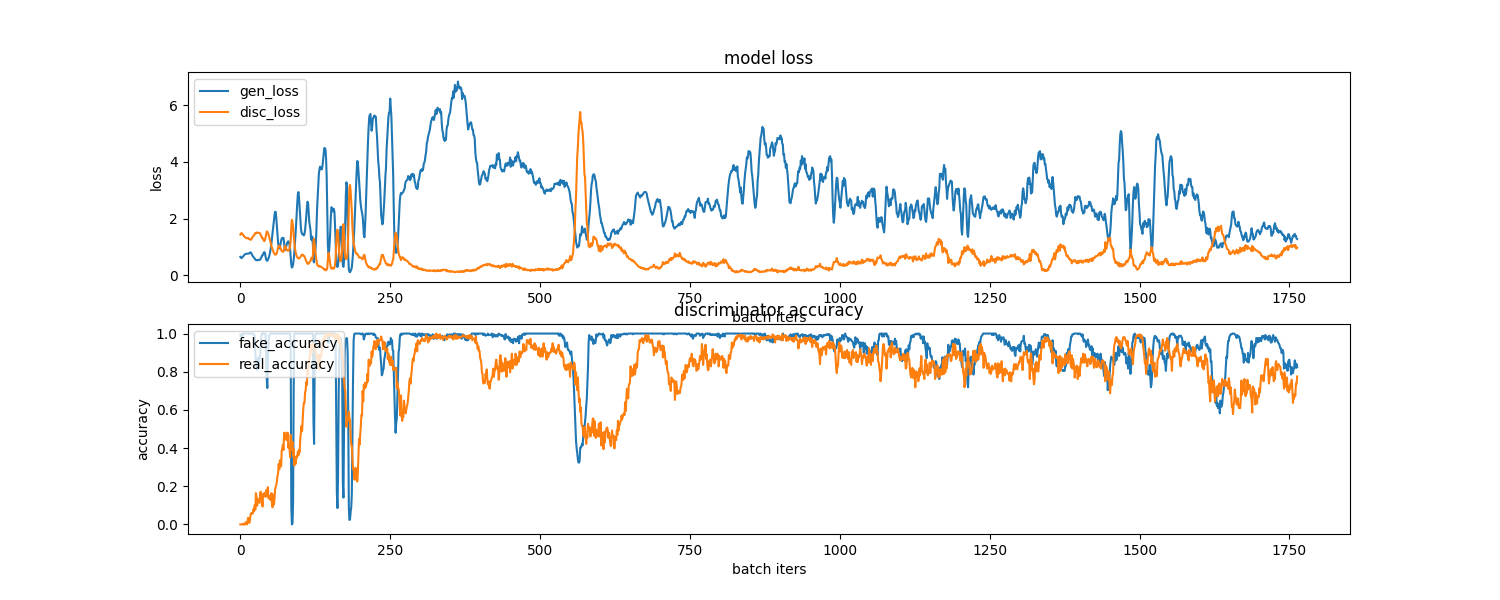 model loss
gen_loss
disc_loss
6
4
2
0
loss
0 250 500 750 1000 1250 1500 1750
batch iters
discriminator accuracy
fake_accuracy
real_accuracy
1.0
0.8
0.6
0.4
0.2
0.0
accuracy
0 250 500 750 1000 1250 1500 1750
batch iters